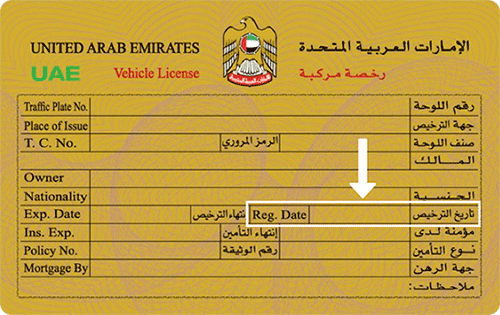 UNITED ARAB EMIRATES الإمارات العربية المتحدة
UAE Vehicle License رخصة مركبة
Traffic Plate No. رقم اللوحة
Place of Issue جهة الترخيص
T. C. No. الرمز المروري صنف اللوحة
المالك
Owner
Nationality الجنسية
Exp. Date إنتهاء الترخيص Reg. Date تاريخ الترخيص
Ins. Exp. إنتهاء التأمين مؤمنة لدى
Policy No. رقم الوثيقة نوع التأمين
Mortgage By جهة الرهن
ملاحظات: